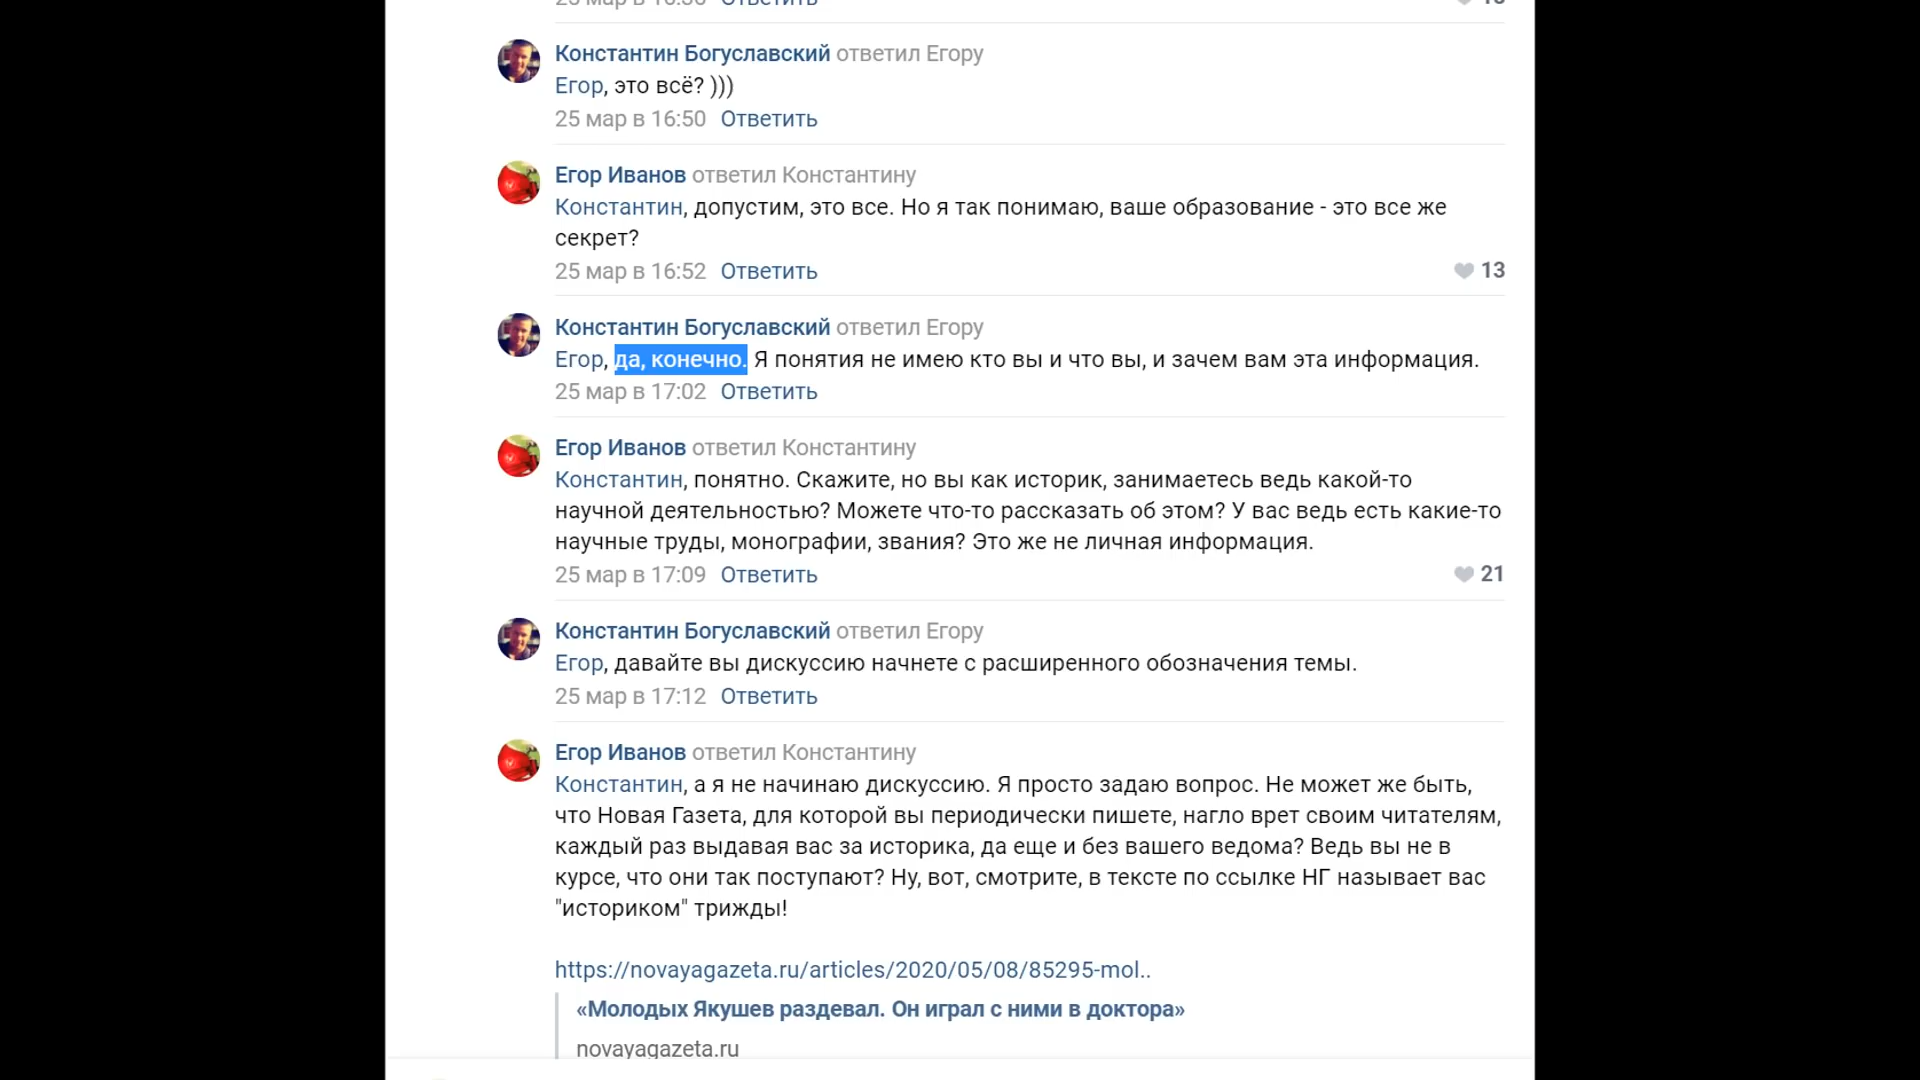 25 мар в 16:50 Ответить
Константин Богуславский ответил Егору
Егор, это всё? )))
25 мар в 16:50 Ответить
Егор Иванов ответил Константину
Константин, допустим, это все. Но я так понимаю, ваше образование - это все же
секрет?
25 мар в 16:52 Ответить 13
Константин Богуславский ответил Егору
Егор, да, конечно. Я понятия не имею кто вы и что вы, и зачем вам эта информация.
25 мар в 17:02 Ответить
Егор Иванов ответил Константину
Константин, понятно. Скажите, но вы как историк, занимаетесь ведь какой-то
научной деятельностью? Можете что-то рассказать об этом? У вас ведь есть какие-то
научные труды, монографии, звания? Это же не личная информация.
25 мар в 17:09 Ответить 21
Константин Богуславский ответил Егору
Егор, давайте вы дискуссию начнете с расширенного обозначения темы.
25 мар в 17:12 Ответить
Егор Иванов ответил Константину
Константин, а я не начинаю дискуссию. Я просто задаю вопрос. Не может же быть,
что Новая Газета, для которой вы периодически пишете, нагло врет своим читателям,
каждый раз выдавая вас за историка, да еще и без вашего ведома? Ведь вы не в
курсе, что они так поступают? Ну, вот, смотрите, в тексте по ссылке НГ называет вас
"историком" трижды!
https://novayagazeta.ru/articles/2020/05/08/85295-mol..
«Молодых Якушев раздевал. Он играл с ними в доктора»
novayagazeta.ru